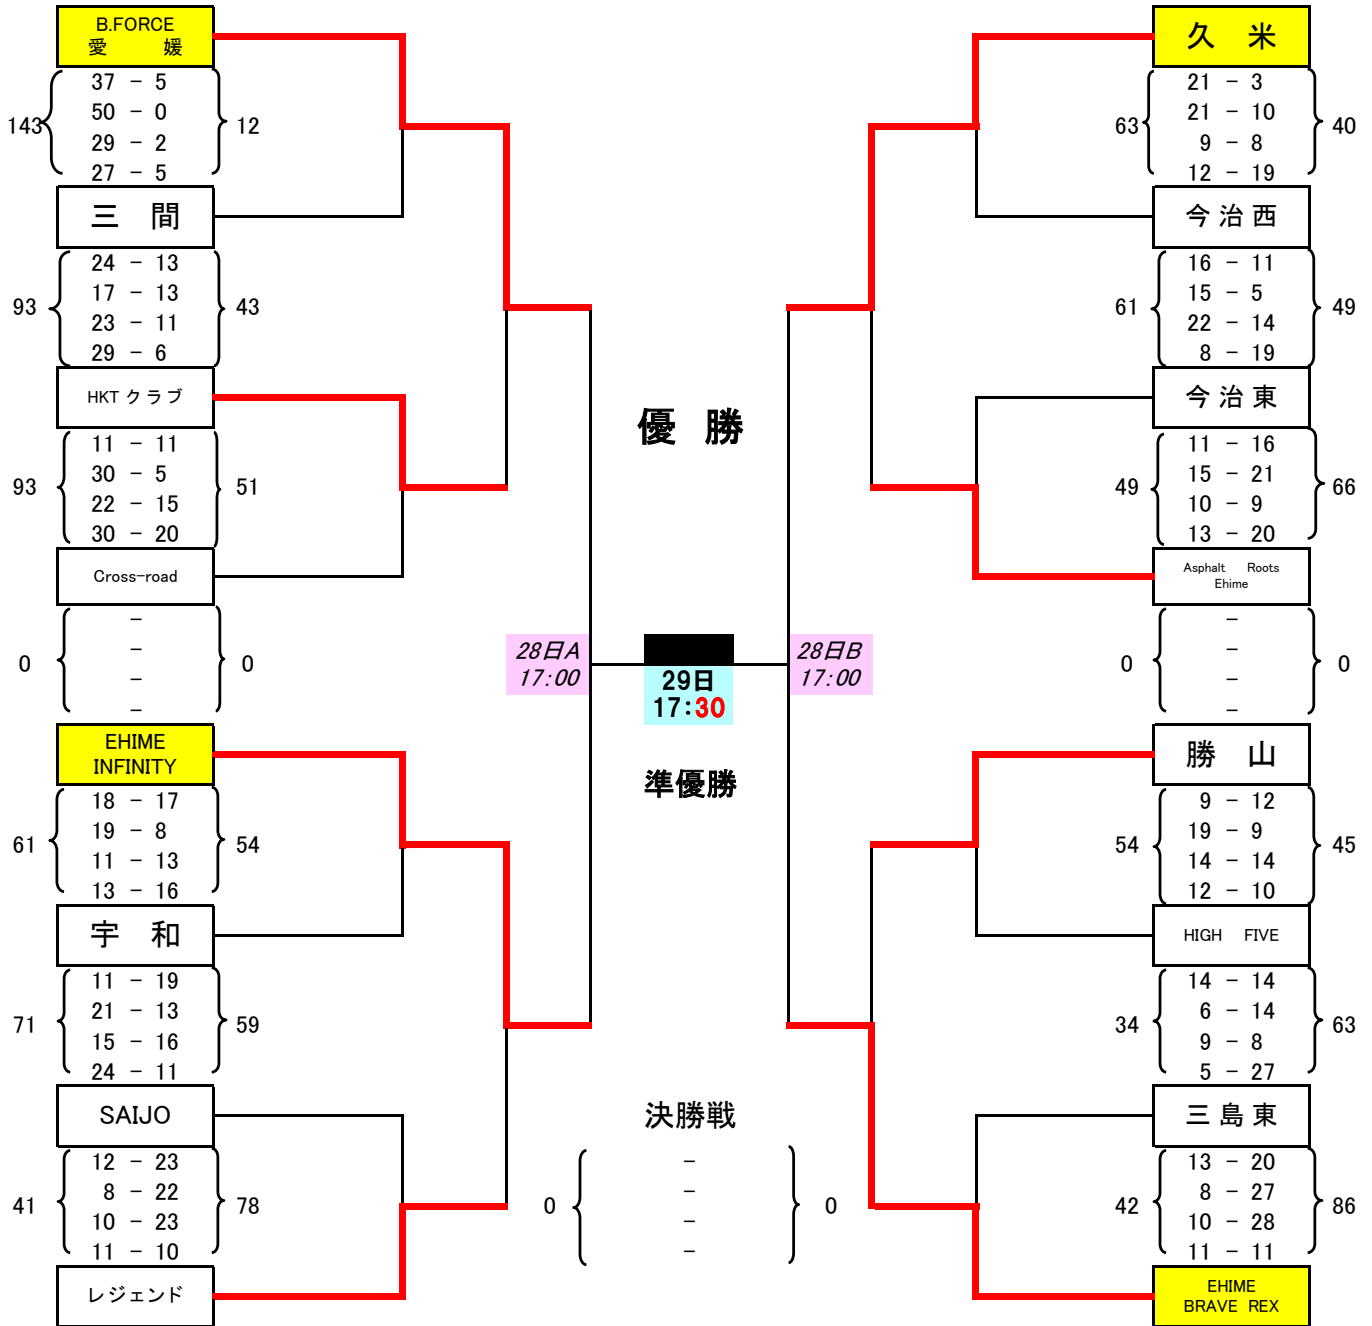 B.FORCE
愛 媛
143
37 - 5
50 - 0
29 - 2
27 - 5
12
三 間
93
24 - 13
17 - 13
23 - 11
29 - 6
43
HKT クラブ
93
11 - 11
30 - 5
22 - 15
30 - 20
51
Cross-road
0
-
-
-
-
0
EHIME
INFINITY
61
18 - 17
19 - 8
11 - 13
13 - 16
54
宇 和
71
11 - 19
21 - 13
15 - 16
24 - 11
59
SAIJO
41
12 - 23
8 - 22
10 - 23
11 - 10
78
レジェンド
優 勝
28日A
17:00
29日
17:30
28日B
17:00
準優勝
決勝戦
0
-
-
-
-
0
久 米
63
21 - 3
21 - 10
9 - 8
12 - 19
40
今 治 西
61
16 - 11
15 - 5
22 - 14
8 - 19
49
今 治 東
49
11 - 16
15 - 21
10 - 9
13 - 20
66
Asphalt Roots
Ehime
0
-
-
-
-
0
勝 山
54
9 - 12
19 - 9
14 - 14
12 - 10
45
HIGH FIVE
34
14 - 14
6 - 14
9 - 8
5 - 27
63
三 島 東
42
13 - 20
8 - 27
10 - 28
11 - 11
86
EHIME
BRAVE REX